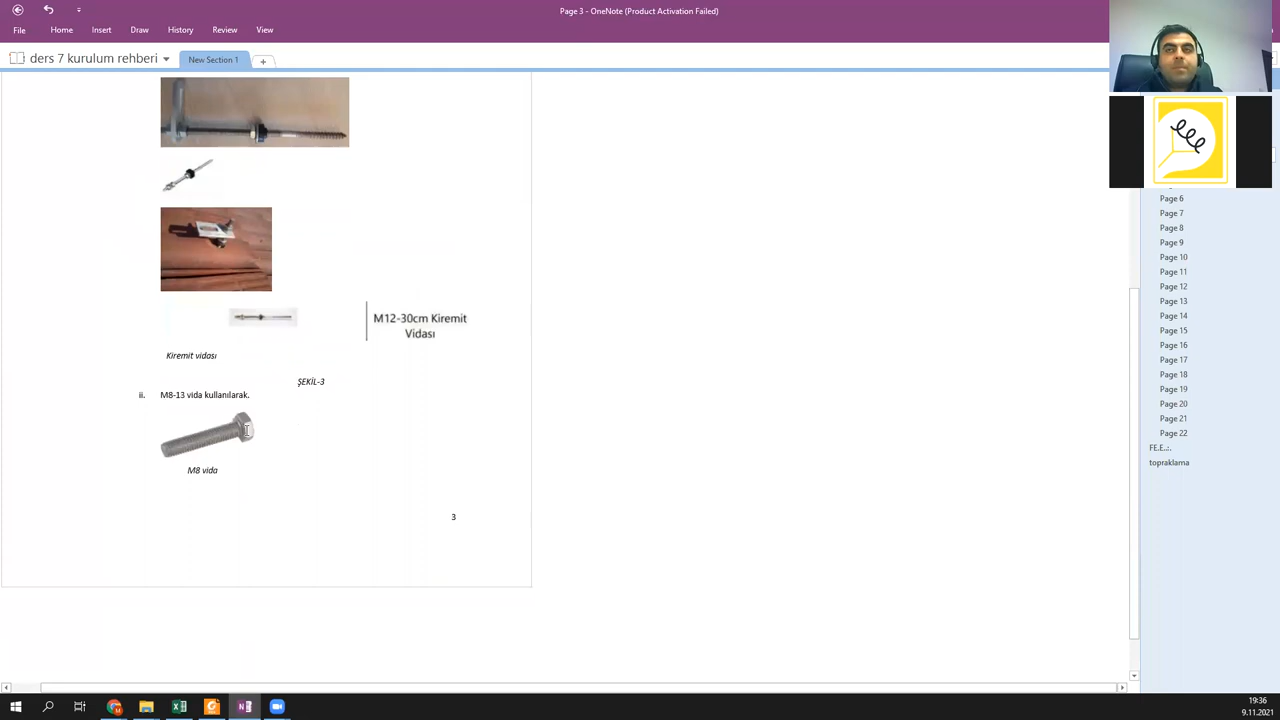 Page 3 - OneNote (Product Activation Failed)
File Home Insert Draw History Review View
ders 7 kurulum rehberi New Section 1
M12-30cm Kiremit
Vidası
Kiremit vidası
ŞEKİL-3
ii. M8-13 vida kullanılarak.
M8 vida
3
Page 6
Page 7
Page 8
Page 9
Page 10
Page 11
Page 12
Page 13
Page 14
Page 15
Page 16
Page 17
Page 18
Page 19
Page 20
Page 21
Page 22
FE.E..:.
topraklama
19:36
9.11.2021